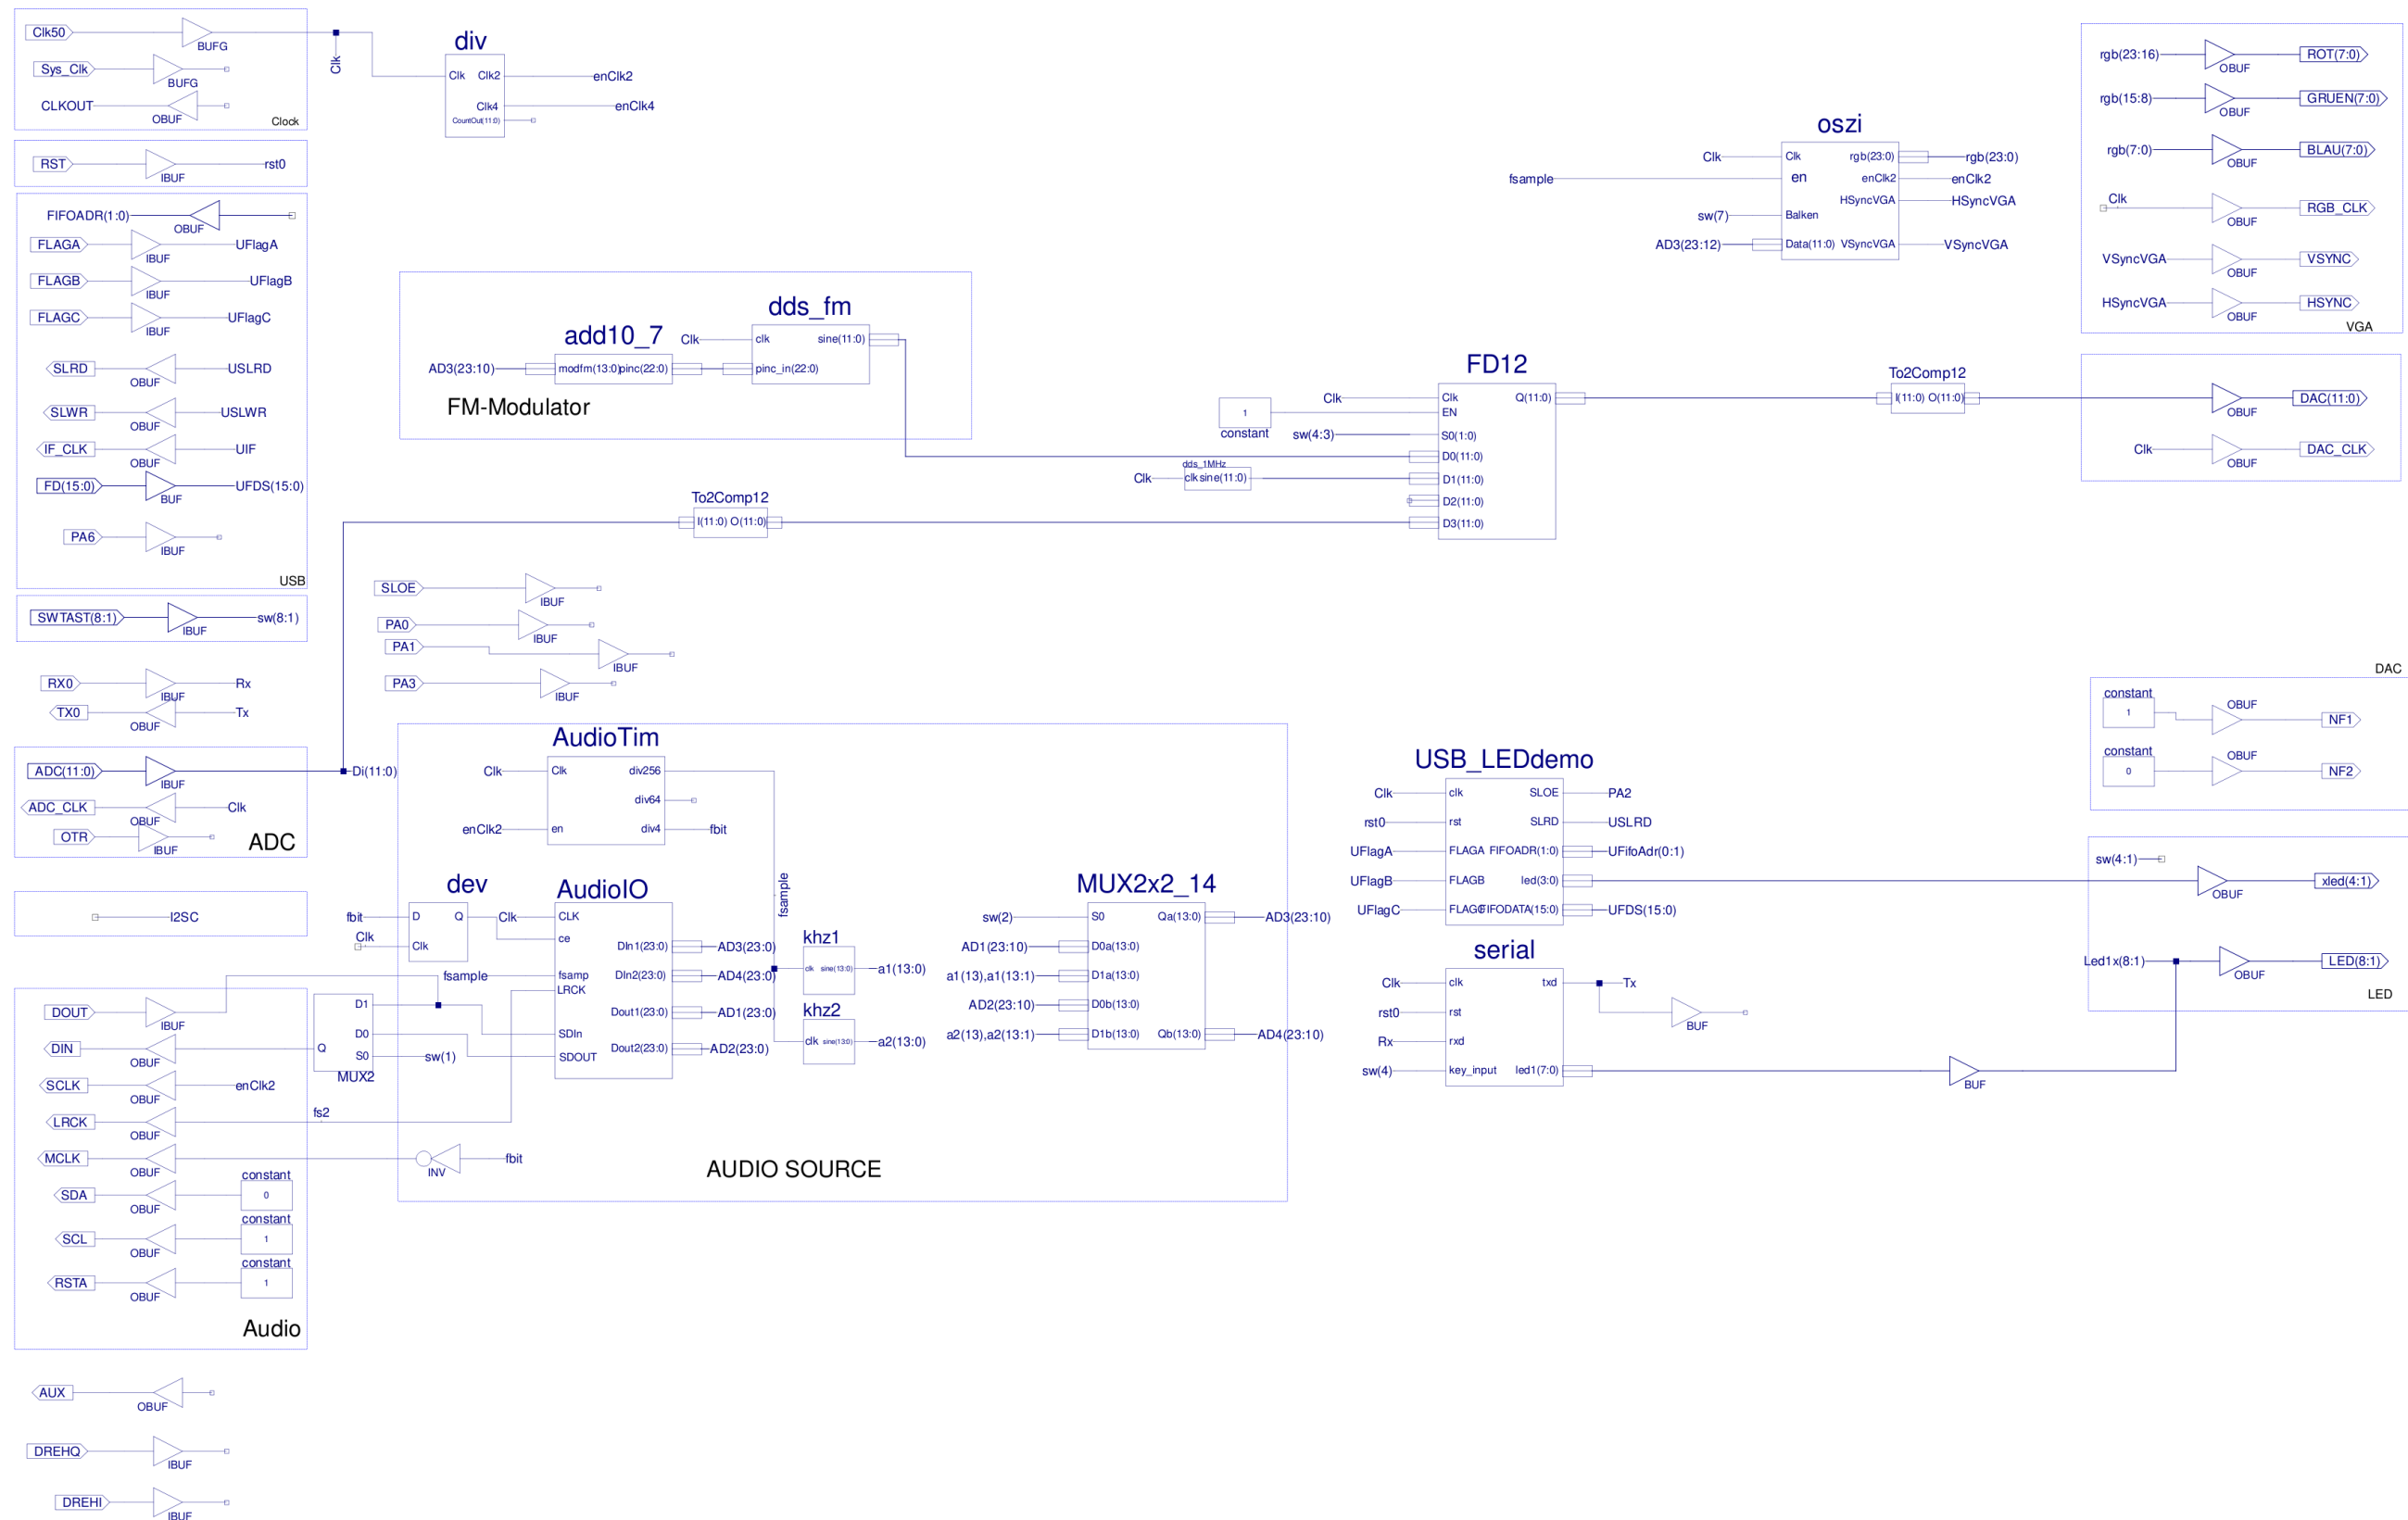 Clk50
BUFG
Sys_Clk
BUFG
CLKOUT
OBUF
Clock
Clk
div
Clk Clk2
Clk4
CountOut(11:0)
enClk2
enClk4
RST
IBUF
rst0
FIFOADR(1:0)
OBUF
FLAGA
IBUF
UFlagA
FLAGB
IBUF
UFlagB
FLAGC
IBUF
UFlagC
SLRD
OBUF
USLRD
SLWR
OBUF
USLWR
IF_CLK
OBUF
UIF
FD(15:0)
BUF
UFDS(15:0)
PA6
IBUF
USB
SWTAST(8:1)
IBUF
sw(8:1)
RX0
IBUF
Rx
TX0
OBUF
Tx
ADC(11:0)
IBUF
Di(11:0)
ADC_CLK
OBUF
Clk
OTR
IBUF
ADC
I2SC
DOUT
IBUF
DIN
OBUF
SCLK
OBUF
enClk2
LRCK
OBUF
fs2
MCLK
OBUF
SDA
OBUF
constant
0
SCL
OBUF
constant
1
RSTA
OBUF
constant
1
Audio
AUX
OBUF
DREHQ
IBUF
DREHI
IBUF
add10_7
AD3(23:10)
modfm(13:0) pinc(22:0)
dds_fm
Clk
clk sine(11:0)
pinc_in(22:0)
FM-Modulator
To2Comp12
I(11:0) O(11:0)
SLOE
IBUF
PA0
IBUF
PA1
IBUF
PA3
IBUF
AudioTim
Clk
Clk div256
div64
enClk2
en div4
fbit
fsample
dev
fbit
D Q
Clk
Clk
AudioIO
Clk
CLK
ce
fsample
fsamp
LRCK
SDIn
SDOUT
DIn1(23:0)
AD3(23:0)
DIn2(23:0)
AD4(23:0)
Dout1(23:0)
AD1(23:0)
Dout2(23:0)
AD2(23:0)
D1
D0
Q
S0
sw(1)
MUX2
INV
fbit
khz1
clk sine(13:0)
a1(13:0)
khz2
clk sine(13:0)
a2(13:0)
MUX2x2_14
sw(2)
S0 Qa(13:0)
AD3(23:10)
AD1(23:10)
D0a(13:0)
a1(13),a1(13:1)
D1a(13:0)
AD2(23:10)
D0b(13:0)
a2(13),a2(13:1)
D1b(13:0) Qb(13:0)
AD4(23:10)
AUDIO SOURCE
oszi
Clk
Clk rgb(23:0)
rgb(23:0)
fsample
en enClk2
enClk2
HSyncVGA
HSyncVGA
sw(7)
Balken
AD3(23:12)
Data(11:0) VSyncVGA
VSyncVGA
FD12
Clk
Clk Q(11:0)
1
constant
EN
sw(4:3)
S0(1:0)
D0(11:0)
dds_1MHz
Clk
clk sine(11:0)
D1(11:0)
D2(11:0)
D3(11:0)
To2Comp12
I(11:0) O(11:0)
rgb(23:16)
OBUF
ROT(7:0)
rgb(15:8)
OBUF
GRUEN(7:0)
rgb(7:0)
OBUF
BLAU(7:0)
Clk
OBUF
RGB_CLK
VSyncVGA
OBUF
VSYNC
HSyncVGA
OBUF
HSYNC
VGA
OBUF
DAC(11:0)
Clk
OBUF
DAC_CLK
DAC
constant
1
OBUF
NF1
constant
0
OBUF
NF2
USB_LEDdemo
Clk
clk SLOE
PA2
rst0
rst SLRD
USLRD
UFlagA
FLAGA FIFOADR(1:0)
UFifoAdr(0:1)
UFlagB
FLAGB led(3:0)
UFlagC
FLAGC FIFODATA(15:0)
UFDS(15:0)
serial
Clk
clk txd
Tx
BUF
rst0
rst
Rx
rxd
sw(4)
key_input led1(7:0)
BUF
sw(4:1)
OBUF
xled(4:1)
Led1x(8:1)
OBUF
LED(8:1)
LED